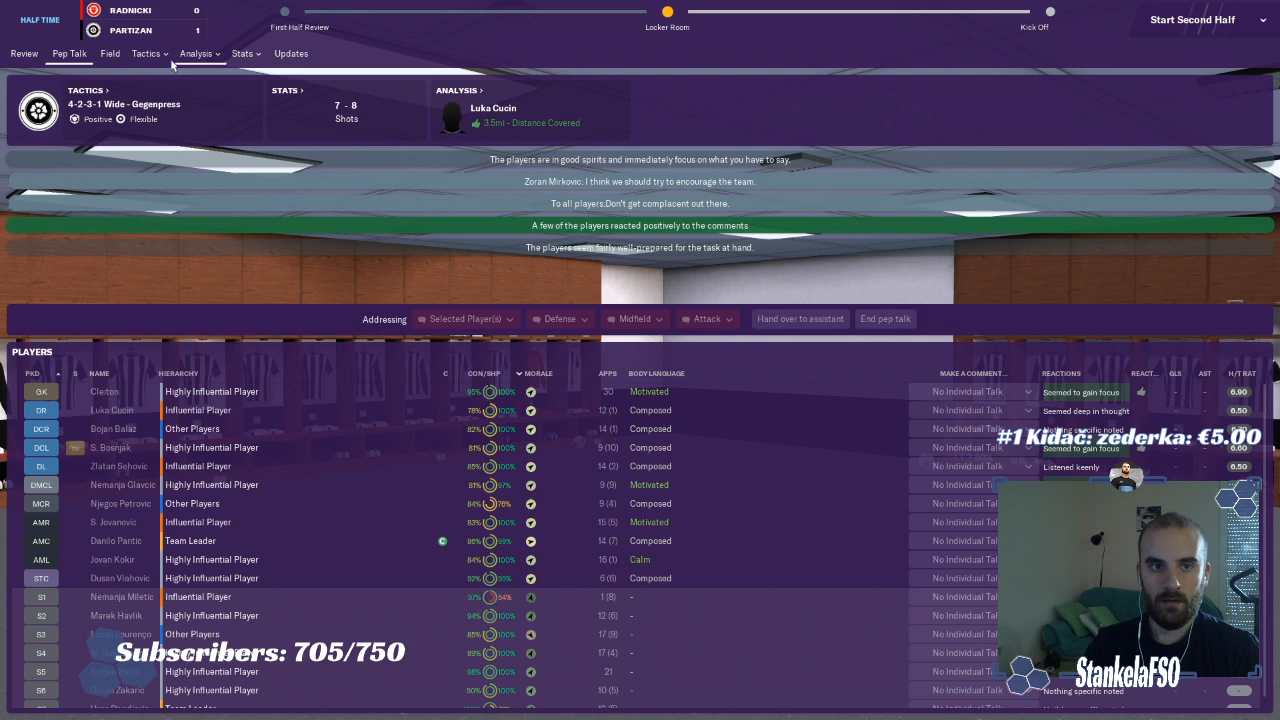 HALF TIME
RADNICKI 0
PARTIZAN 1
First Half Review
Locker Room
Kick Off
Start Second Half
Review Pep Talk Field Tactics Analysis Stats Updates
TACTICS
4-2-3-1 Wide - Gegenpress
Positive Flexible
STATS
7 - 8
Shots
ANALYSIS
Luka Cucin
3.5mi - Distance Covered
The players are in good spirits and immediately focus on what you have to say.
Zoran Mirkovic: I think we should try to encourage the team.
To all players:Don't get complacent out there.
A few of the players reacted positively to the comments
The players seem fairly well-prepared for the task at hand.
Addressing Selected Player(s) Defense Midfield Attack Hand over to assistant End pep talk
PLAYERS
PKD S NAME HIERARCHY C CON/SHP MORALE APPS BODY LANGUAGE MAKE A COMMENT... REACTIONS REACT... GLS AST H/T RAT
GK Cleiton Highly Influential Player 95% 100% 30 Motivated No Individual Talk Seemed to gain focus - - 6.90
DR Luka Cucin Influential Player 78% 100% 12 (1) Composed No Individual Talk Seemed deep in thought - - 6.50
DCR Bojan Balaz Other Players 82% 100% 14 (1) Composed No Individual Talk Nothing specific noted
#1 Kidač: zederka: €5.00
DCL S. Bosnjak Highly Influential Player 81% 100% 9 (10) Composed No Individual Talk Seemed to gain focus - - 6.60
DL Zlatan Sehovic Influential Player 85% 100% 14 (2) Composed No Individual Talk Listened keenly - - 6.50
DMCL Nemanja Glavcic Highly Influential Player 81% 97% 9 (9) Motivated No Individual T
MCR Njegos Petrovic Other Players 84% 76% 9 (4) Composed No Individual Tal
AMR S. Jovanovic Influential Player 83% 100% 15 (5) Motivated No Individual Tal
AMC Danilo Pantic Team Leader C 86% 99% 14 (7) Composed No Individual Tal
AML Jovan Kokir Highly Influential Player 84% 100% 16 (1) Calm No Individual Tal
STC Dusan Vlahovic Highly Influential Player 92% 99% 6 (6) Composed No Individual Tal
S1 Nemanja Miletic Influential Player 97% 54% 1 (8) - No Individual Tal
S2 Marek Havlik Highly Influential Player 94% 100% 12 (6) - No Individual Tal
S3 Other Players 85% 100% 17 (9) - No Individual Tal
S4 89% 100% 17 (4) - No Individual Tal
Subscribers: 705/750
S5 Highly Influential Player 98% 100% 21 - No Individual Tal
StankelaFSO
S6 Goran Zakaric Highly Influential Player 90% 100% 10 (5) - No Individual Tal Nothing specific noted - - -
Team Leader